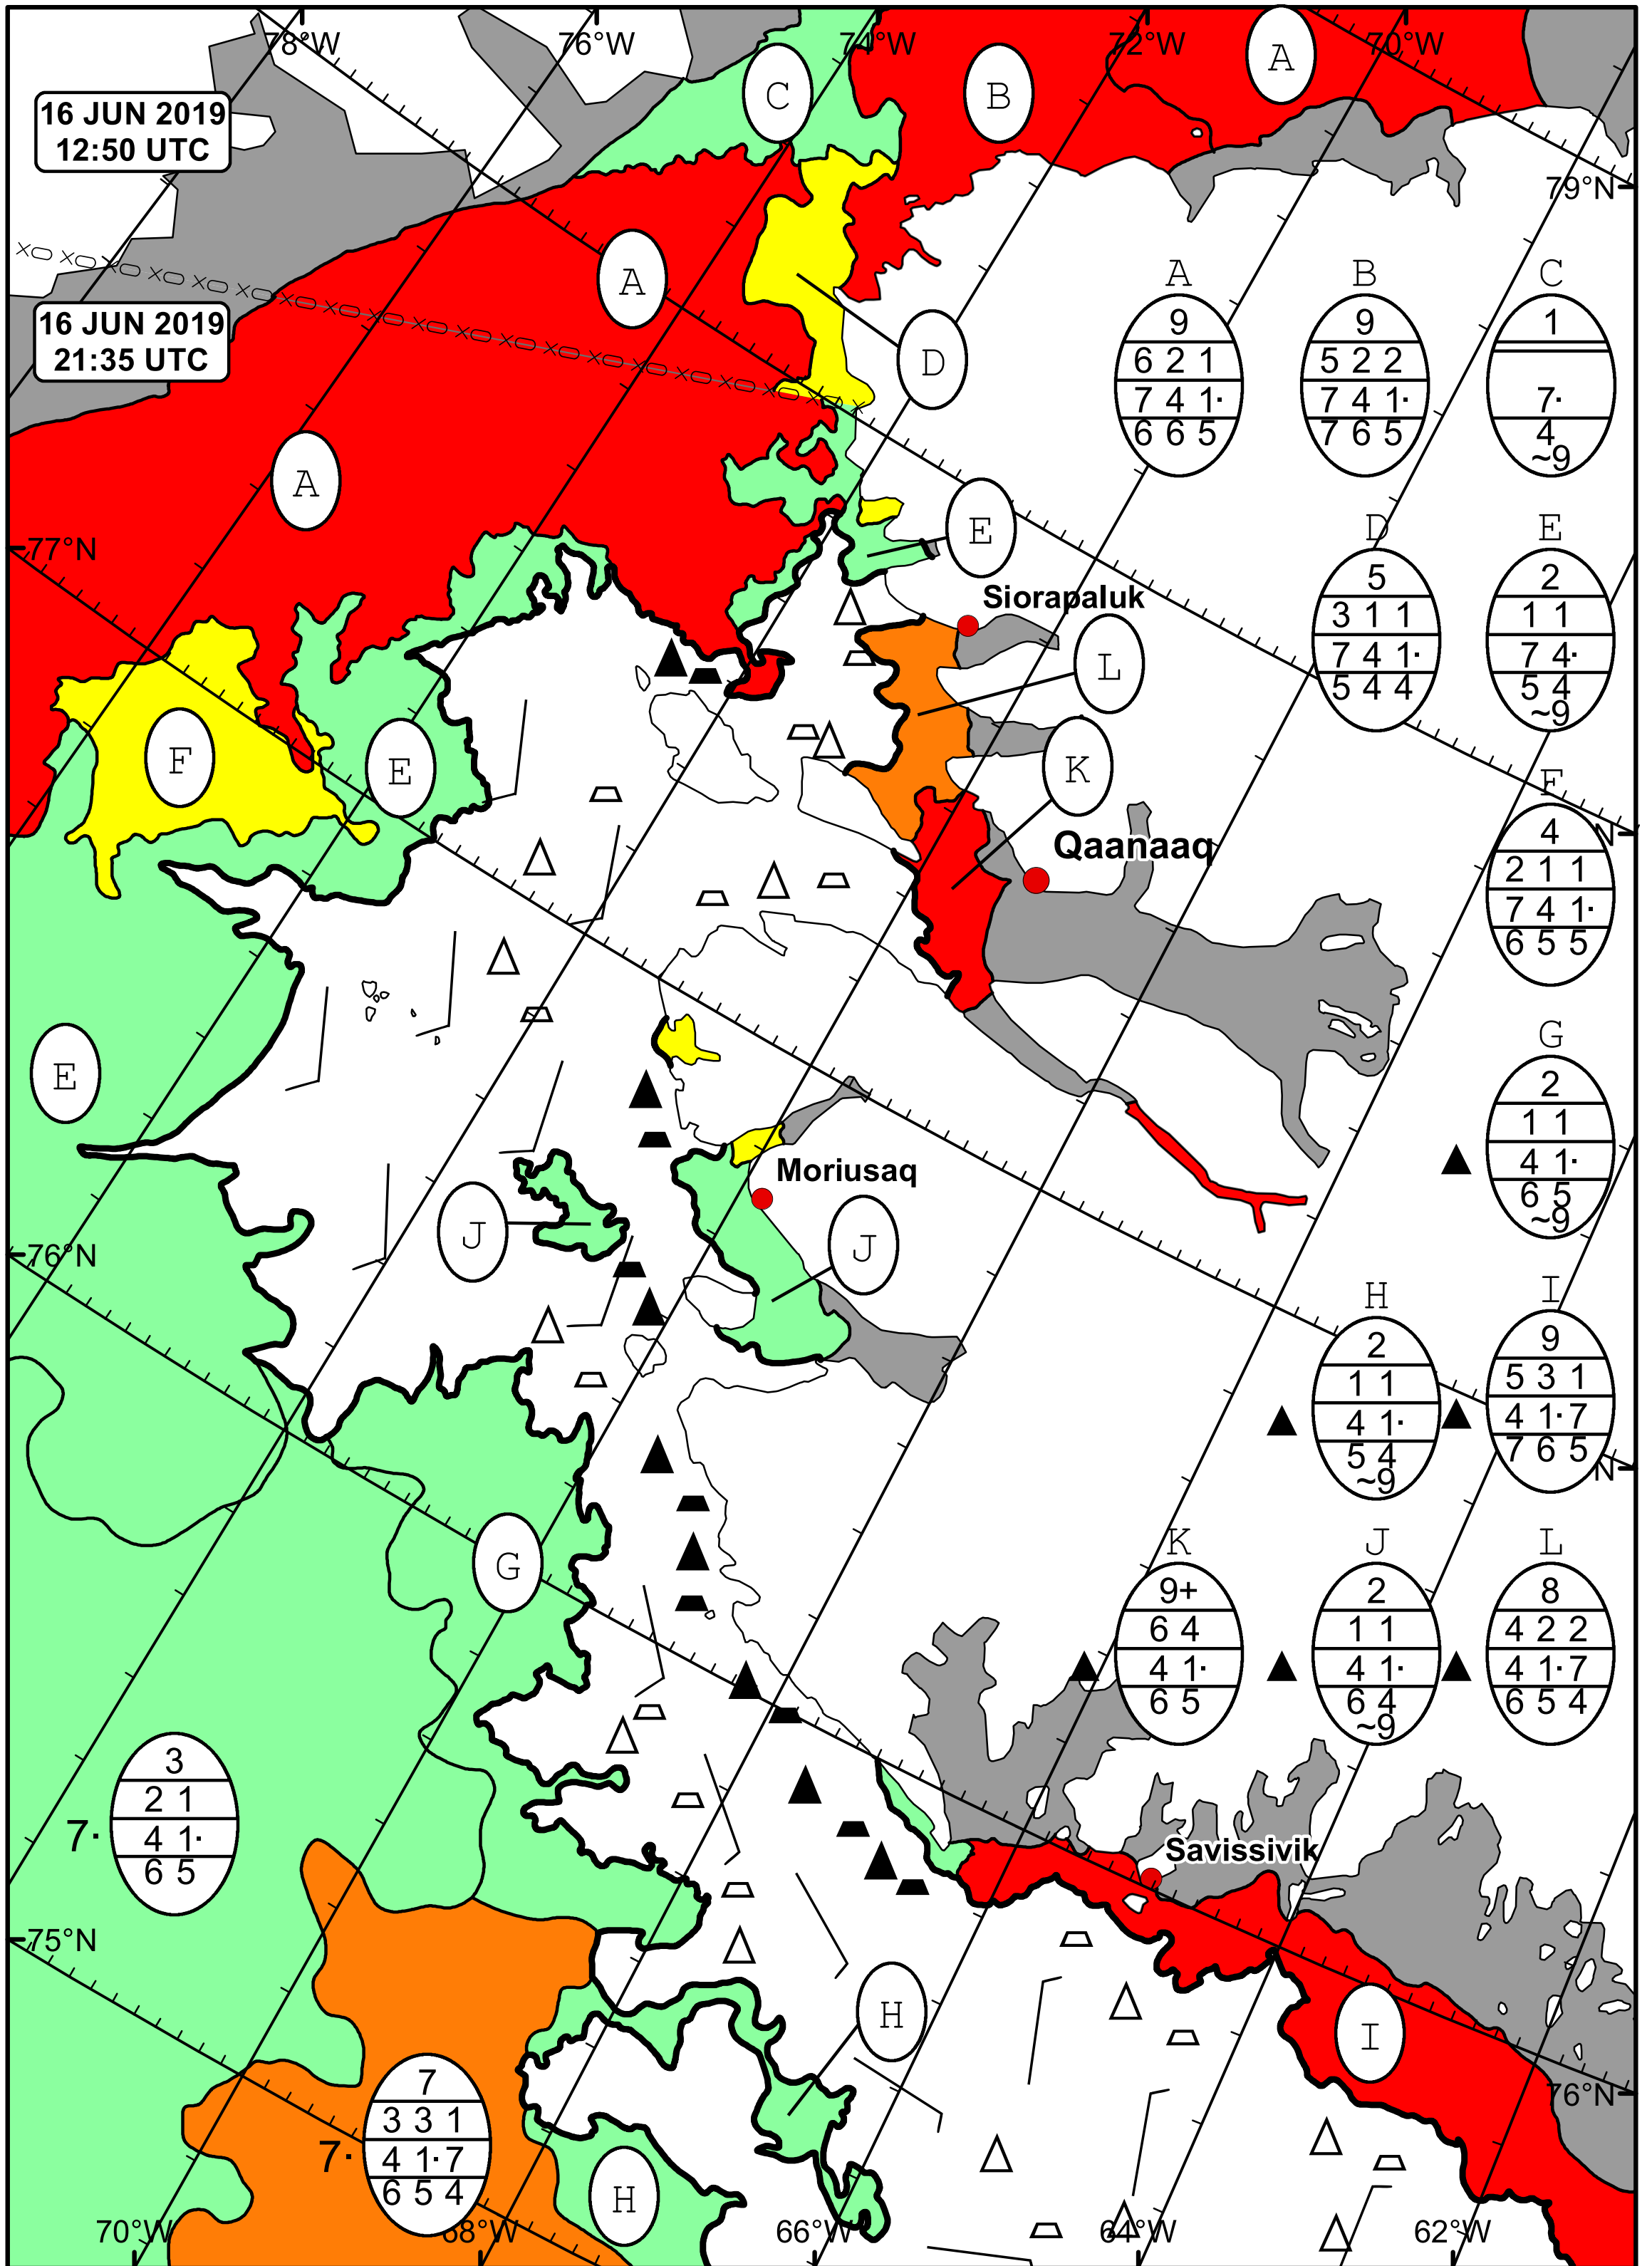 78°W
76°W
74°W
72°W
70°W
16 JUN 2019
12:50 UTC
C
B
A
79°N
16 JUN 2019
21:35 UTC
A
D
A
A
9
6 2 1
7 4 1·
6 6 5
B
9
5 2 2
7 4 1·
7 6 5
C
1
7·
4
~9
77°N
E
Siorapaluk
L
D
5
3 1 1
7 4 1·
5 4 4
E
2
1 1
7 4·
5 4
~9
F
E
K
Qaanaaq
F
4
2 1 1
7 4 1·
6 5 5
N
E
G
2
1 1
4 1·
6 5
~9
Moriusaq
J
J
76°N
H
2
1 1
4 1·
5 4
~9
I
9
5 3 1
4 1·7
7 6 5
N
G
K
9+
6 4
4 1·
6 5
J
2
1 1
4 1·
6 4
~9
L
8
4 2 2
4 1·7
6 5 4
3
2 1
7· 4 1·
6 5
Savissivik
75°N
H
I
76°N
7
3 3 1
7· 4 1·7
6 5 4
H
70°W
68°W
66°W
64°W
62°W